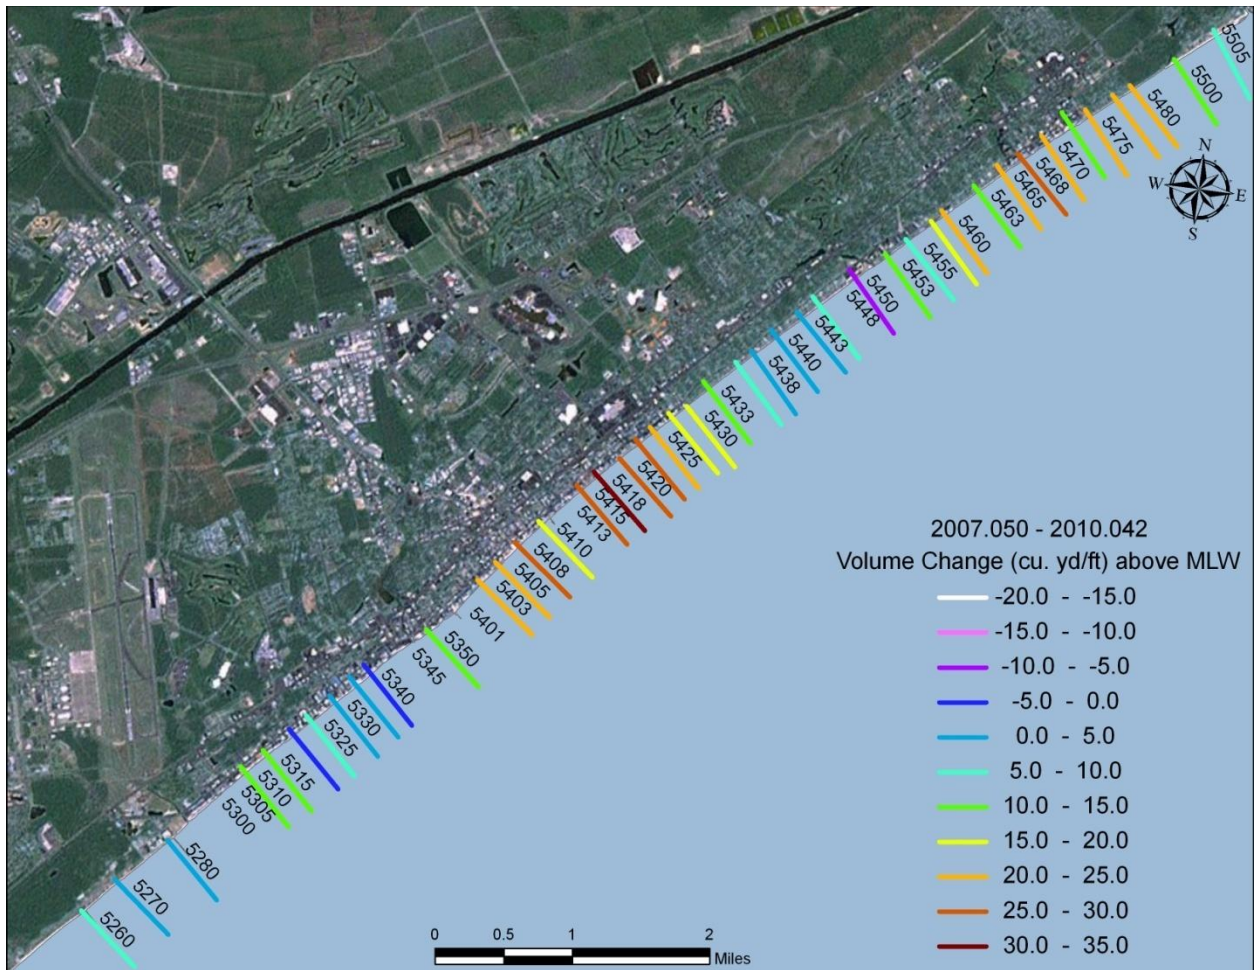 5505
5500
5480
5475
5470
5468
5465
5463
5460
5455
5453
5450
5448
5443
5440
5438
5433
5430
5425
5420
5418
5415
5413
5410
5408
5405
5403
5401
5350
5345
5340
5330
5325
5315
5310
5305
5300
5280
5270
5260
N
W E
S
2007.050 - 2010.042
Volume Change (cu. yd/ft) above MLW
-20.0 - -15.0
-15.0 - -10.0
-10.0 - -5.0
-5.0 - 0.0
0.0 - 5.0
5.0 - 10.0
10.0 - 15.0
15.0 - 20.0
20.0 - 25.0
25.0 - 30.0
30.0 - 35.0
0 0.5 1 2
Miles